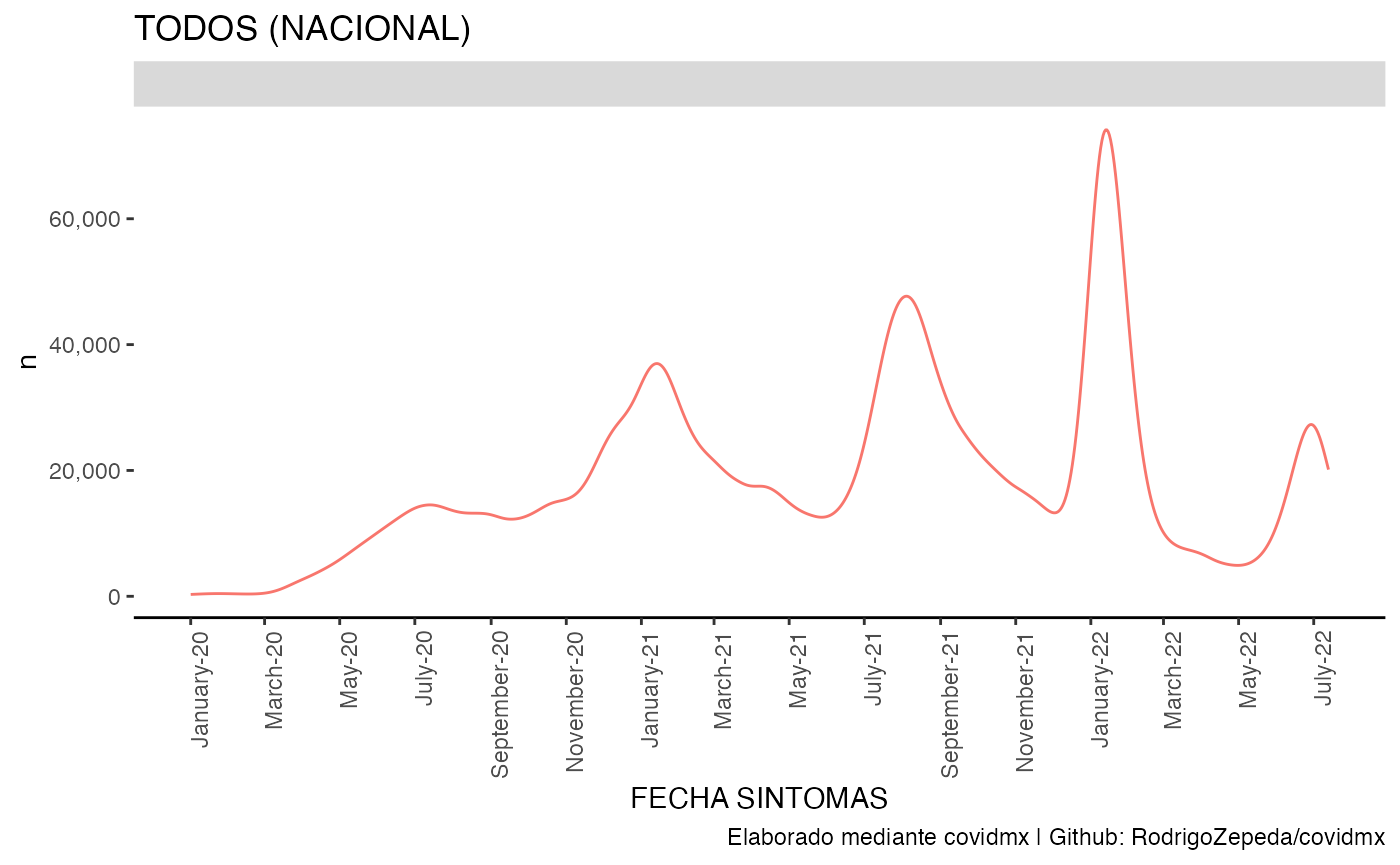 TODOS (NACIONAL)
60,000
40,000
20,000
0
n
January-20
March-20
May-20
July-20
September-20
November-20
January-21
March-21
May-21
July-21
September-21
November-21
January-22
March-22
May-22
July-22
FECHA SINTOMAS
Elaborado mediante covidmx | Github: RodrigoZepeda/covidmx